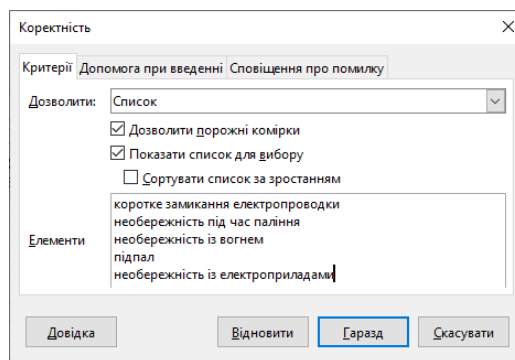 Коректність
Критерії Допомога при введенні Сповіщення про помилку
Дозволити: Список
Дозволити порожні комірки
Показати список для вибору
Сортувати список за зростанням
коротке замикання електропроводки
необережність під час паління
необережність із вогнем
Елементи
підпал
необережність із електроприладами
Довідка Відновити Гаразд Скасувати